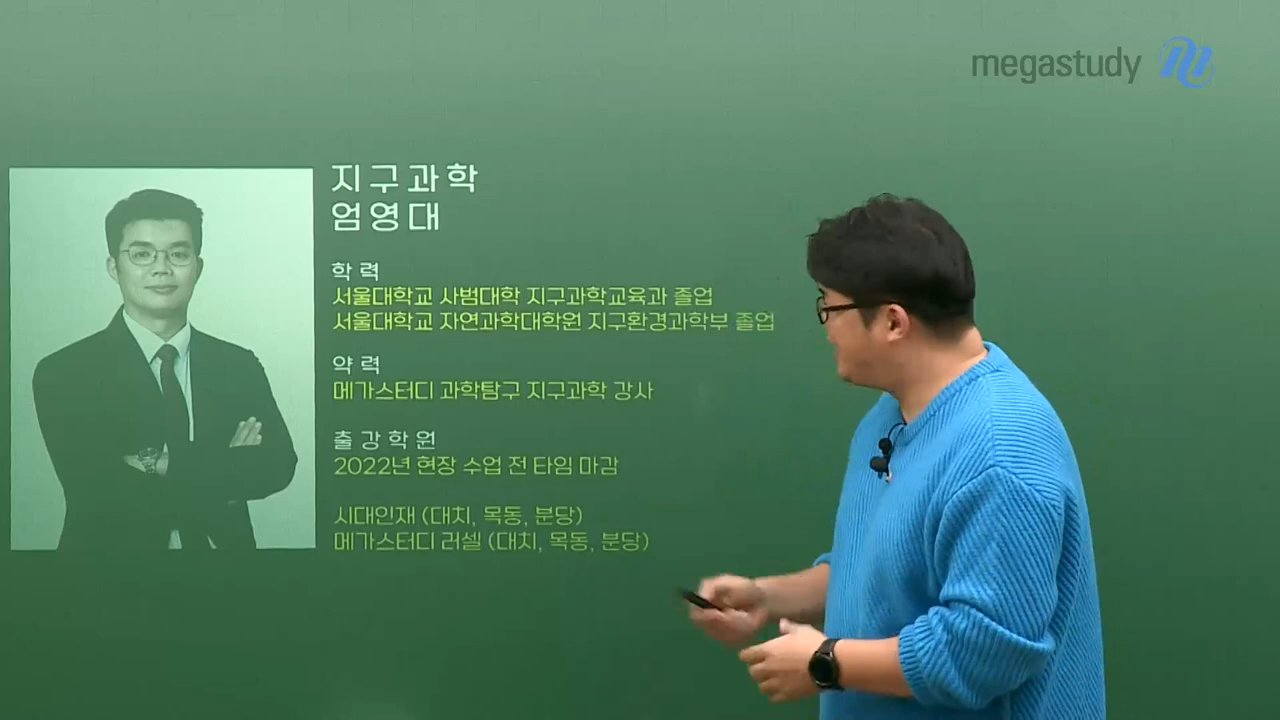 megastudy
지구과학
엄영대
학력
서울대학교 사범대학 지구과학교육과 졸업
서울대학교 자연과학대학원 지구환경과학부 졸업
약력
메가스터디 과학탐구 지구과학 강사
출강학원
2022년 현장 수업 전 타임 마감
시대인재 (대치, 목동, 분당)
메가스터디 러셀 (대치, 목동, 분당)